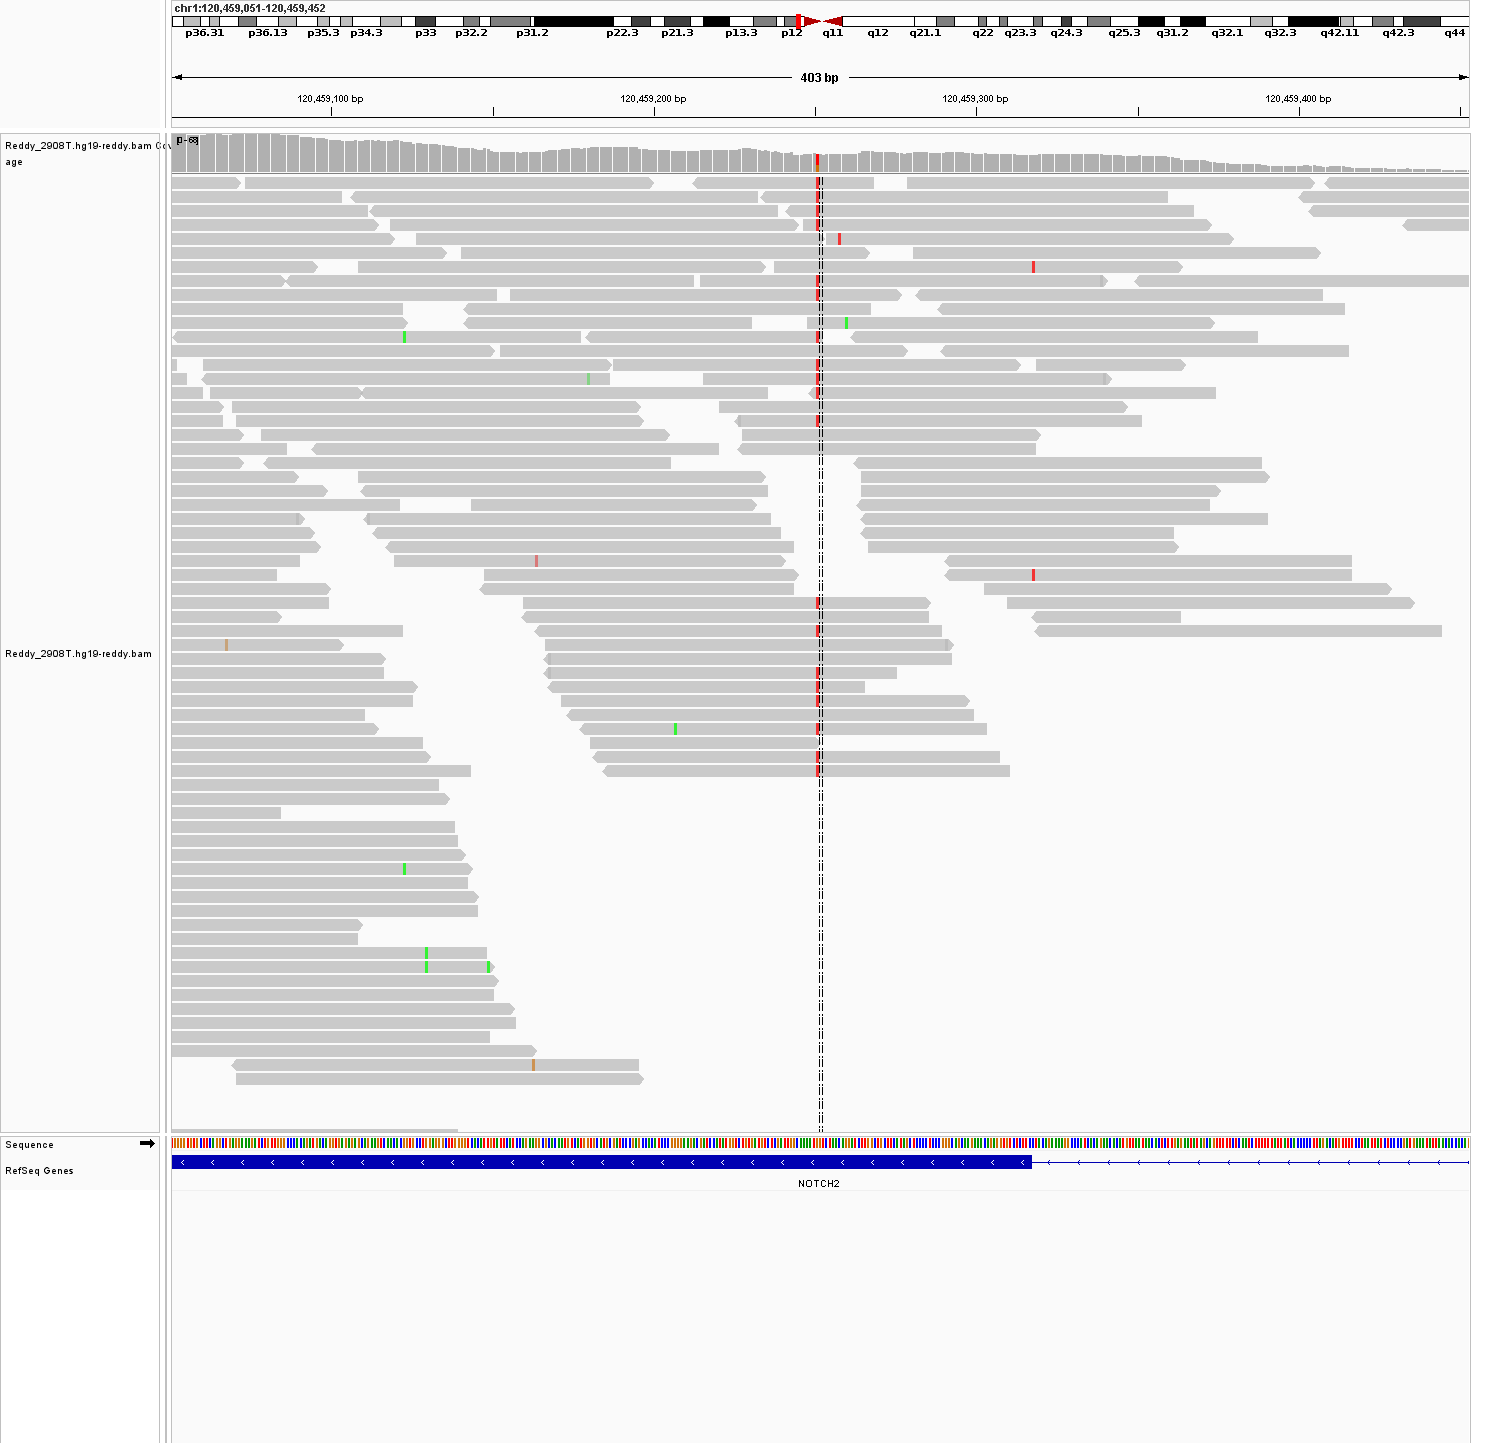 chr1:120,459,051-120,459,452
p36.31 p36.13 p35.3 p34.3 p33 p32.2 p31.2 p22.3 p21.3 p13.3 p12 q11 q12 q21.1 q22 q23.3 q24.3 q25.3 q31.2 q32.1 q32.3 q42.11 q42.3 q44
403 bp
120,459,100 bp 120,459,200 bp 120,459,300 bp 120,459,400 bp
Reddy_2908T.hg19-reddy.bam Cov
age
[0-68]
Reddy_2908T.hg19-reddy.bam
Sequence
RefSeq Genes
NOTCH2